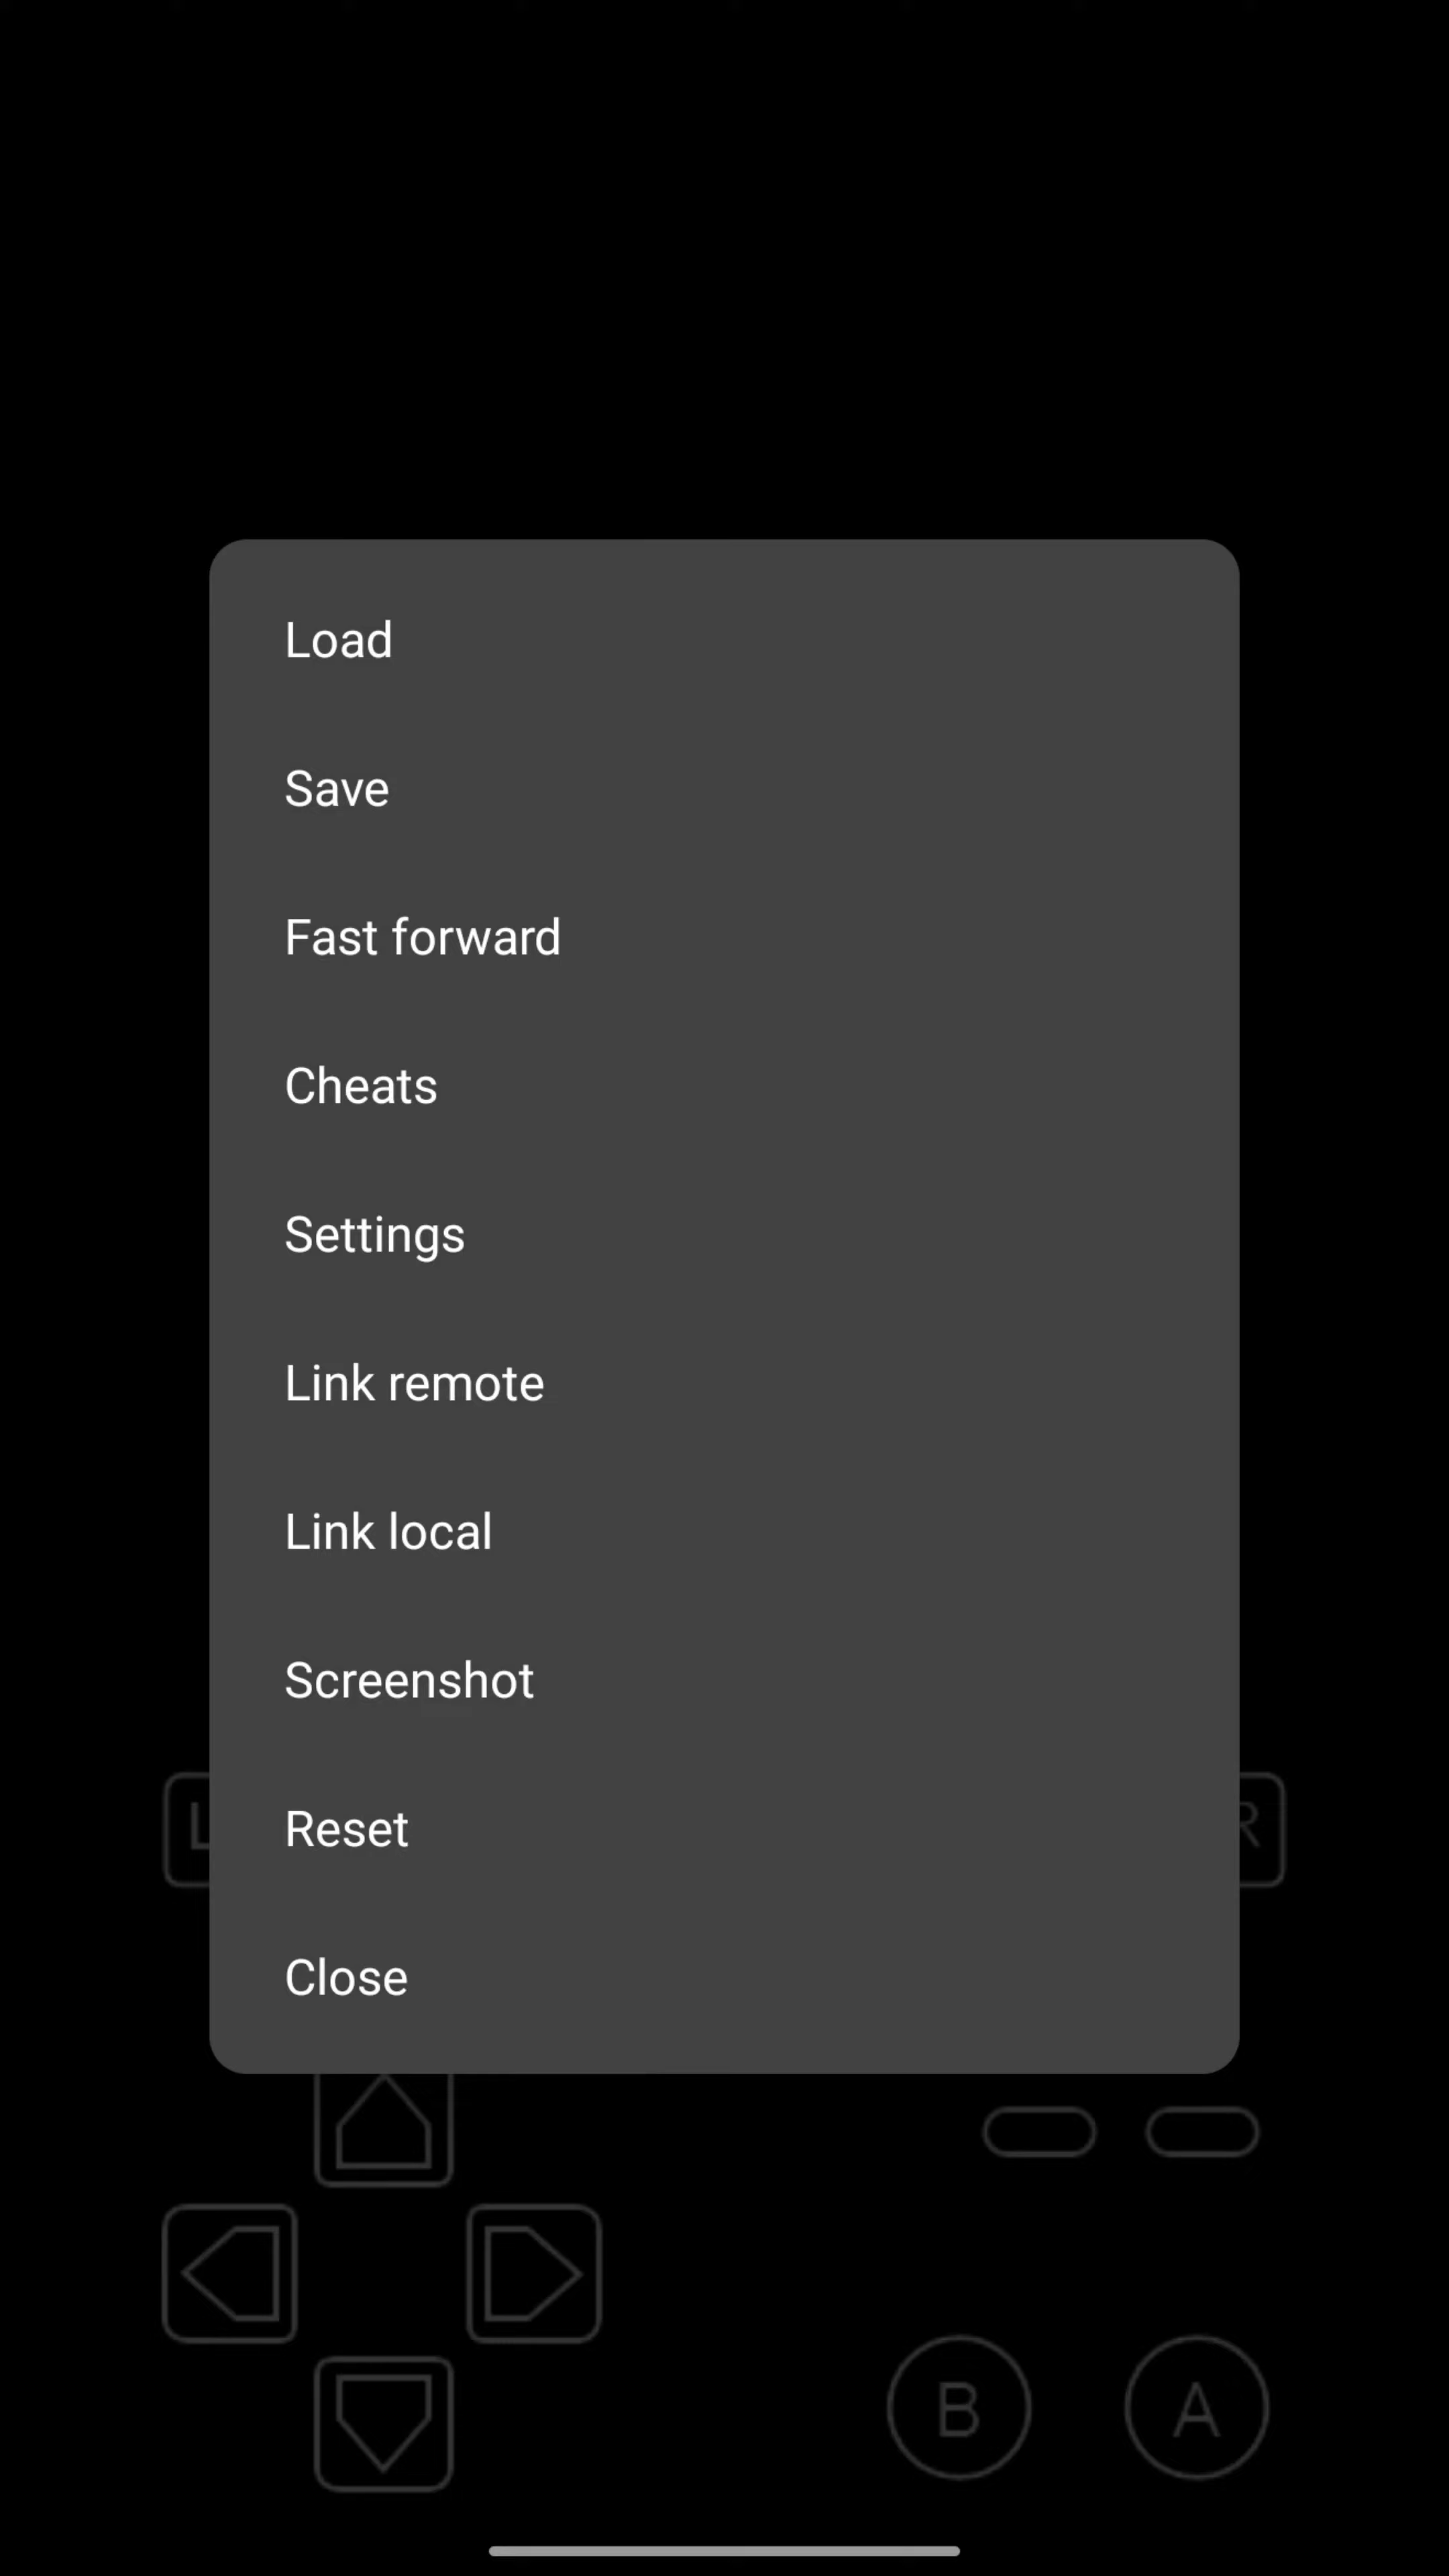 Load
Save
Fast forward
Cheats
Settings
Link remote
Link local
Screenshot
L
Reset
R
Close
B
A